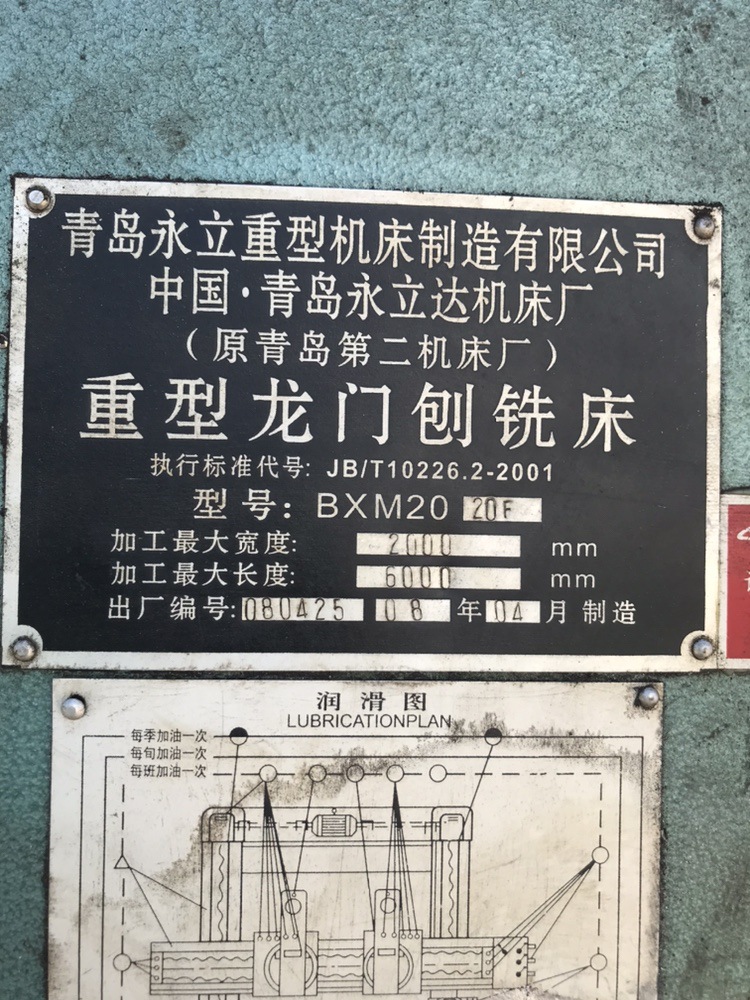 青岛永立重型机床制造有限公司
中国·青岛永立达机床厂
（原青岛第二机床厂）
重型龙门刨铣床
执行标准代号: JB/T10226.2-2001
型号: BXM20 20F
加工最大宽度: 2000 mm
加工最大长度: 6000 mm
出厂编号: 080425 08 年 04 月 制造
润滑图
LUBRICATIONPLAN
每季加油一次
每旬加油一次
每班加油一次